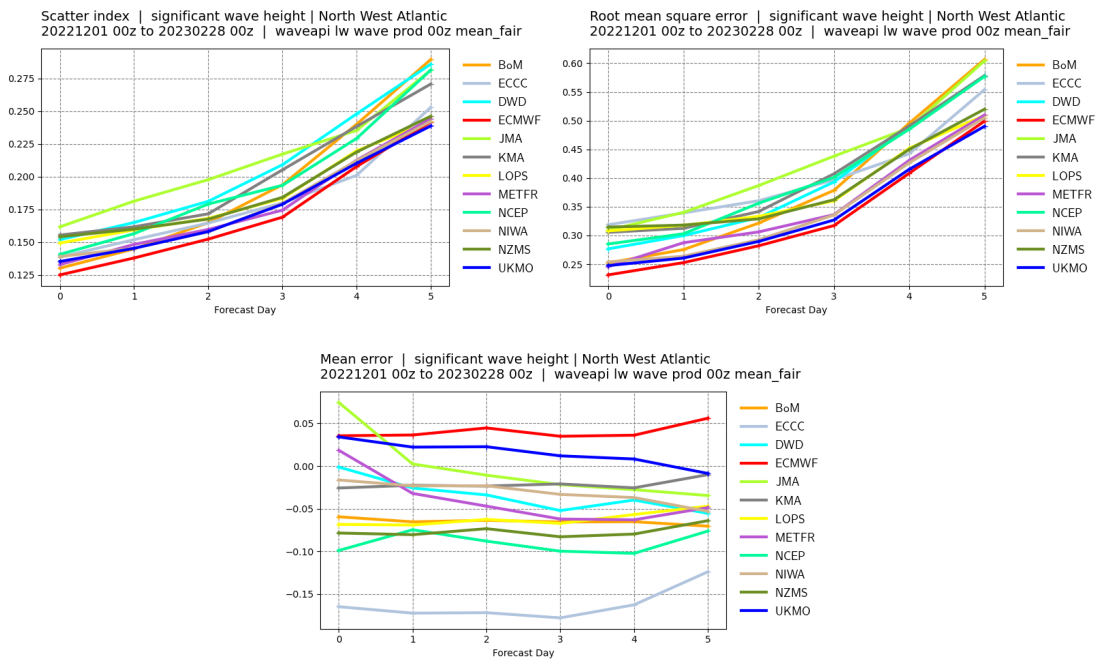 Scatter index | significant wave height | North West Atlantic
20221201 00z to 20230228 00z | waveapi lw wave prod 00z mean_fair
0.275
0.250
0.225
0.200
0.175
0.150
0.125
0 1 2 3 4 5
Forecast Day
BoM
ECCC
DWD
ECMWF
JMA
KMA
LOPS
METFR
NCEP
NIWA
NZMS
UKMO
Root mean square error | significant wave height | North West Atlantic
20221201 00z to 20230228 00z | waveapi lw wave prod 00z mean_fair
0.60
0.55
0.50
0.45
0.40
0.35
0.30
0.25
0 1 2 3 4 5
Forecast Day
BoM
ECCC
DWD
ECMWF
JMA
KMA
LOPS
METFR
NCEP
NIWA
NZMS
UKMO
Mean error | significant wave height | North West Atlantic
20221201 00z to 20230228 00z | waveapi lw wave prod 00z mean_fair
0.05
0.00
−0.05
−0.10
−0.15
0 1 2 3 4 5
Forecast Day
BoM
ECCC
DWD
ECMWF
JMA
KMA
LOPS
METFR
NCEP
NIWA
NZMS
UKMO